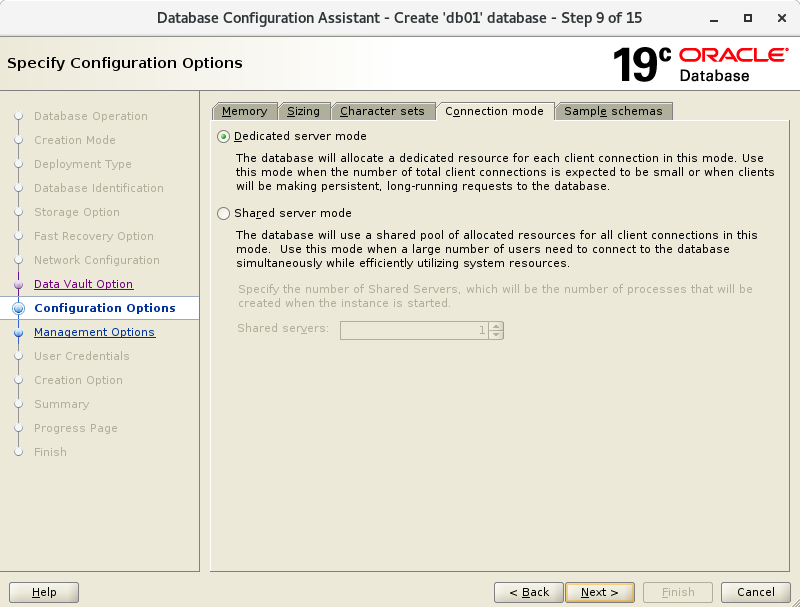 Database Configuration Assistant - Create 'db01' database - Step 9 of 15
Specify Configuration Options
19c ORACLE
Database
Database Operation
Creation Mode
Deployment Type
Database Identification
Storage Option
Fast Recovery Option
Network Configuration
Data Vault Option
Configuration Options
Management Options
User Credentials
Creation Option
Summary
Progress Page
Finish
Memory Sizing Character sets Connection mode Sample schemas
Dedicated server mode
The database will allocate a dedicated resource for each client connection in this mode. Use
this mode when the number of total client connections is expected to be small or when clients
will be making persistent, long-running requests to the database.
Shared server mode
The database will use a shared pool of allocated resources for all client connections in this
mode.  Use this mode when a large number of users need to connect to the database
simultaneously while efficiently utilizing system resources.
Specify the number of Shared Servers, which will be the number of processes that will be
created when the instance is started.
Shared servers: 1
Help < Back Next > Finish Cancel